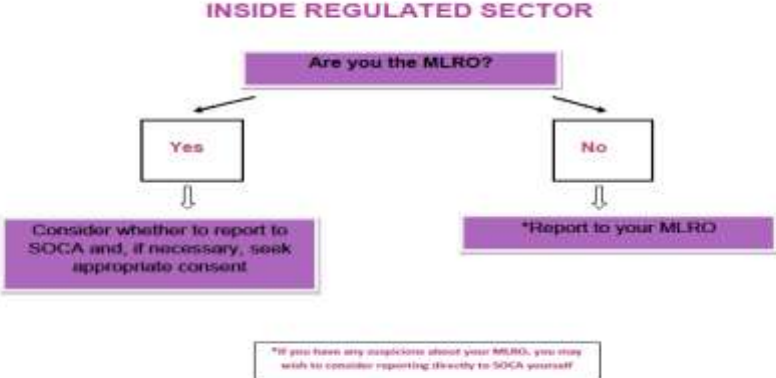 INSIDE REGULATED SECTOR
Are you the MLRO?
Yes
No
Consider whether to report to
SOCA and, if necessary, seek
appropriate consent
*Report to your MLRO
*If you have any suspicions about your MLRO, you may
wish to consider reporting directly to SOCA yourself